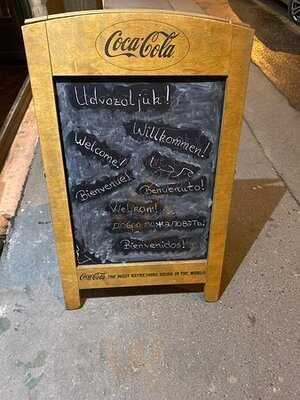 Coca-Cola
Üdvözöljük!
Willkommen!
Welcome!
Bienvenue!
Benvenuto!
Welkom!
добро пожаловать!
Bienvenidos!
Coca-Cola THE MOST REFRESHING DRINK IN THE WORLD